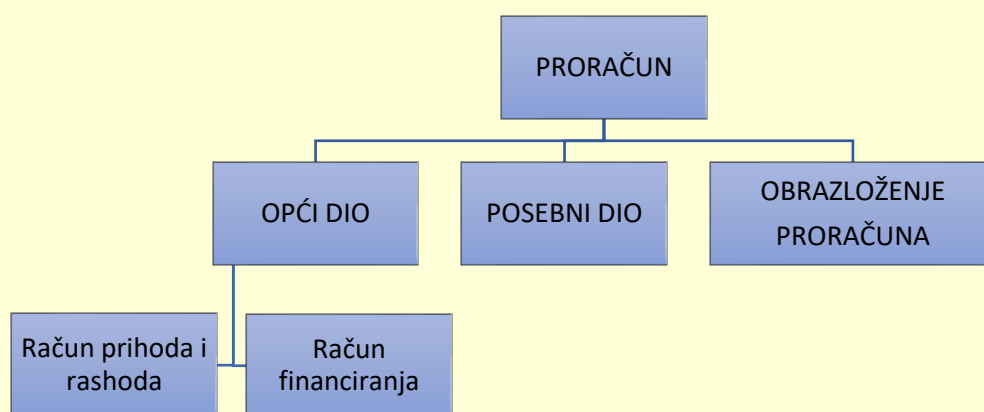 PRORAČUN
OPĆI DIO
POSEBNI DIO
OBRAZLOŽENJE
PRORAČUNA
Račun prihoda i
rashoda
Račun
financiranja